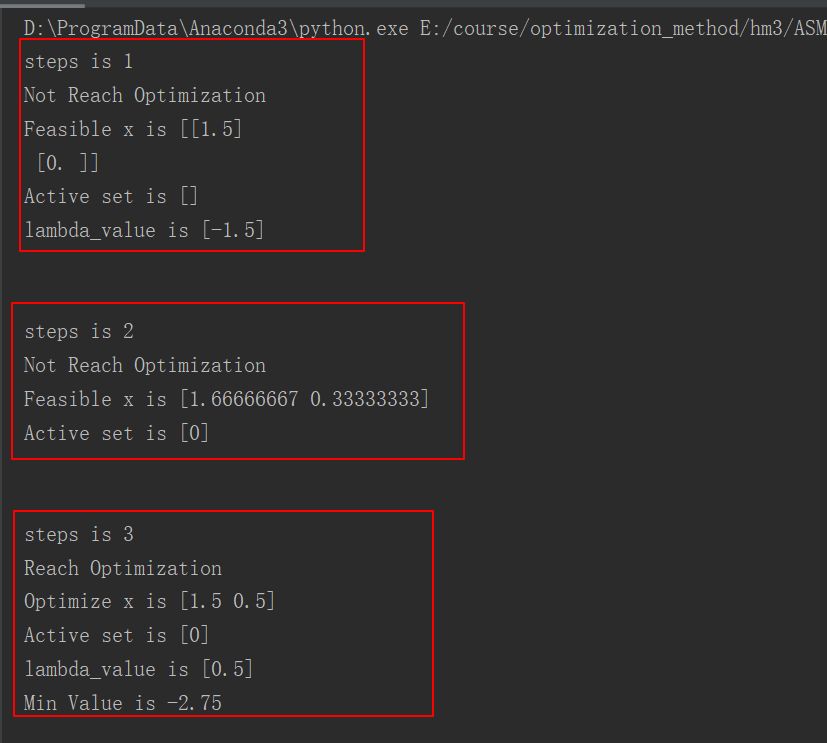 D:\ProgramData\Anaconda3\python.exe E:/course/optimization_method/hm3/ASM
steps is 1
Not Reach Optimization
Feasible x is [[1.5]
 [0. ]]
Active set is []
lambda_value is [-1.5]
steps is 2
Not Reach Optimization
Feasible x is [1.66666667 0.33333333]
Active set is [0]
steps is 3
Reach Optimization
Optimize x is [1.5 0.5]
Active set is [0]
lambda_value is [0.5]
Min Value is -2.75